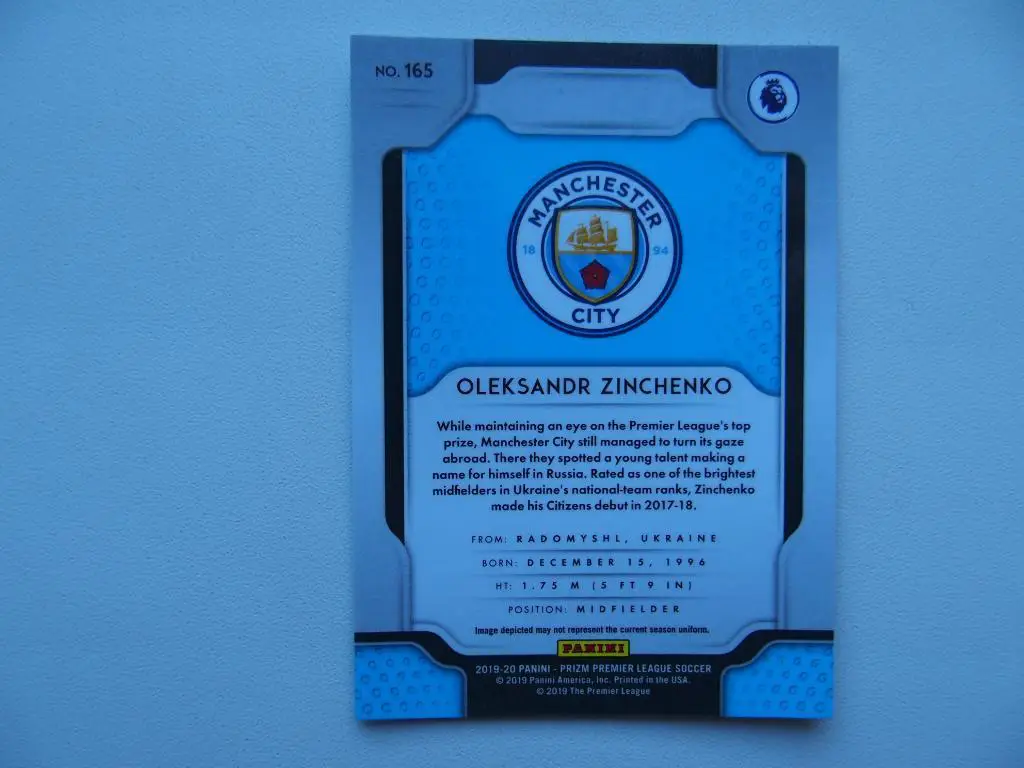 NO. 165
MANCHESTER
18 94
CITY
OLEKSANDR ZINCHENKO
While maintaining an eye on the Premier League's top
prize, Manchester City still managed to turn its gaze
abroad. There they spotted a young talent making a
name for himself in Russia. Rated as one of the brightest
midfielders in Ukraine's national-team ranks, Zinchenko
made his Citizens debut in 2017-18.
FROM: RADOMYSHL, UKRAINE
BORN: DECEMBER 15, 1996
HT: 1.75 M (5 FT 9 IN)
POSITION: MIDFIELDER
Image depicted may not represent the current season uniform.
PANINI
2019-20 PANINI - PRIZM PREMIER LEAGUE SOCCER
© 2019 Panini America, Inc. Printed in the USA.
© 2019 The Premier League